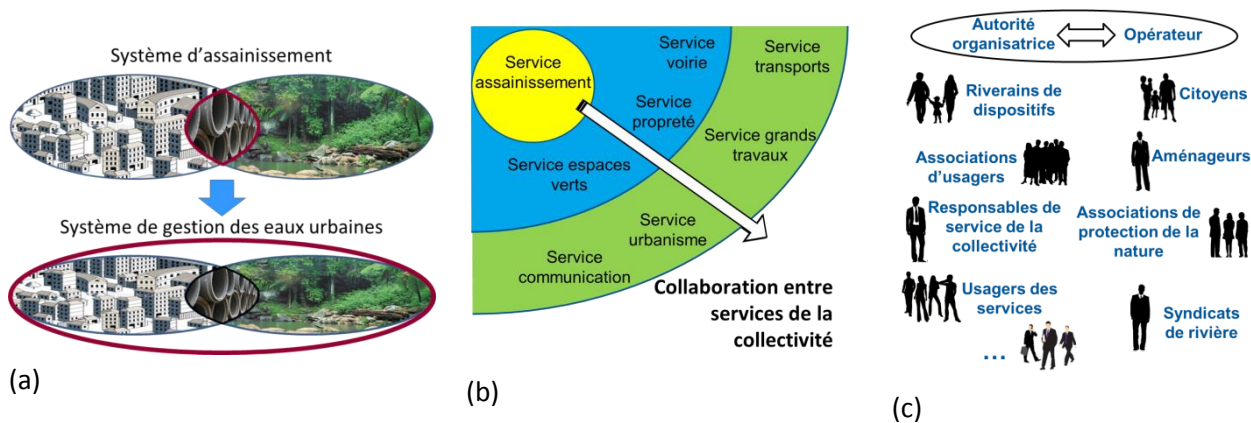 Système d'assainissement
Système de gestion des eaux urbaines
(a)
Service
assainissement
Service
voirie
Service
propreté
Service espaces
verts
Service
transports
Service grands
travaux
Service
urbanisme
Service
communication
Collaboration entre
services de la
collectivité
(b)
Autorité
organisatrice
Opérateur
Riverains de
dispositifs
Citoyens
Associations
d'usagers
Aménageurs
Responsables de
service de la
collectivité
Associations de
protection de la
nature
Usagers des
services
Syndicats
de rivière
...
(c)